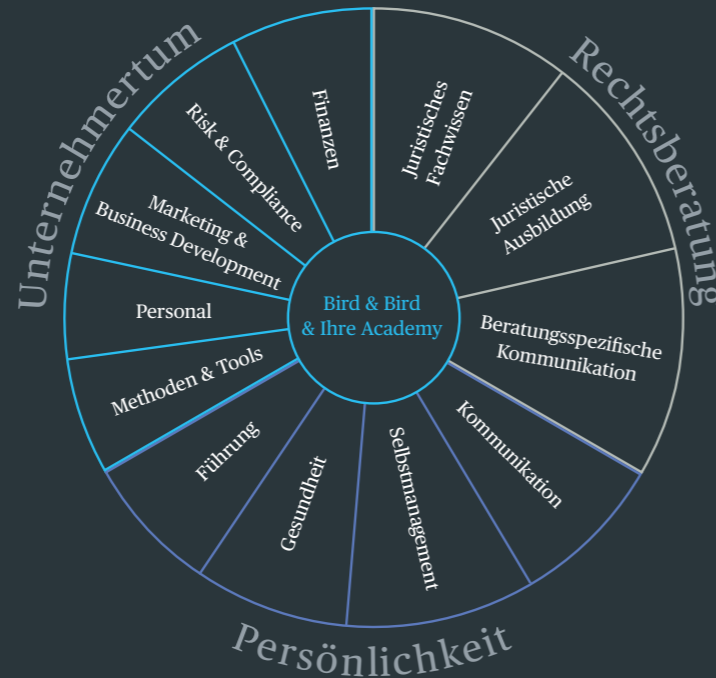 Unternehmertum
Rechtsberatung
Persönlichkeit
Bird & Bird
& Ihre Academy
Finanzen
Risk & Compliance
Marketing &
Business Development
Personal
Methoden & Tools
Juristisches
Fachwissen
Juristische
Ausbildung
Beratungsspezifische
Kommunikation
Kommunikation
Selbstmanagement
Gesundheit
Führung